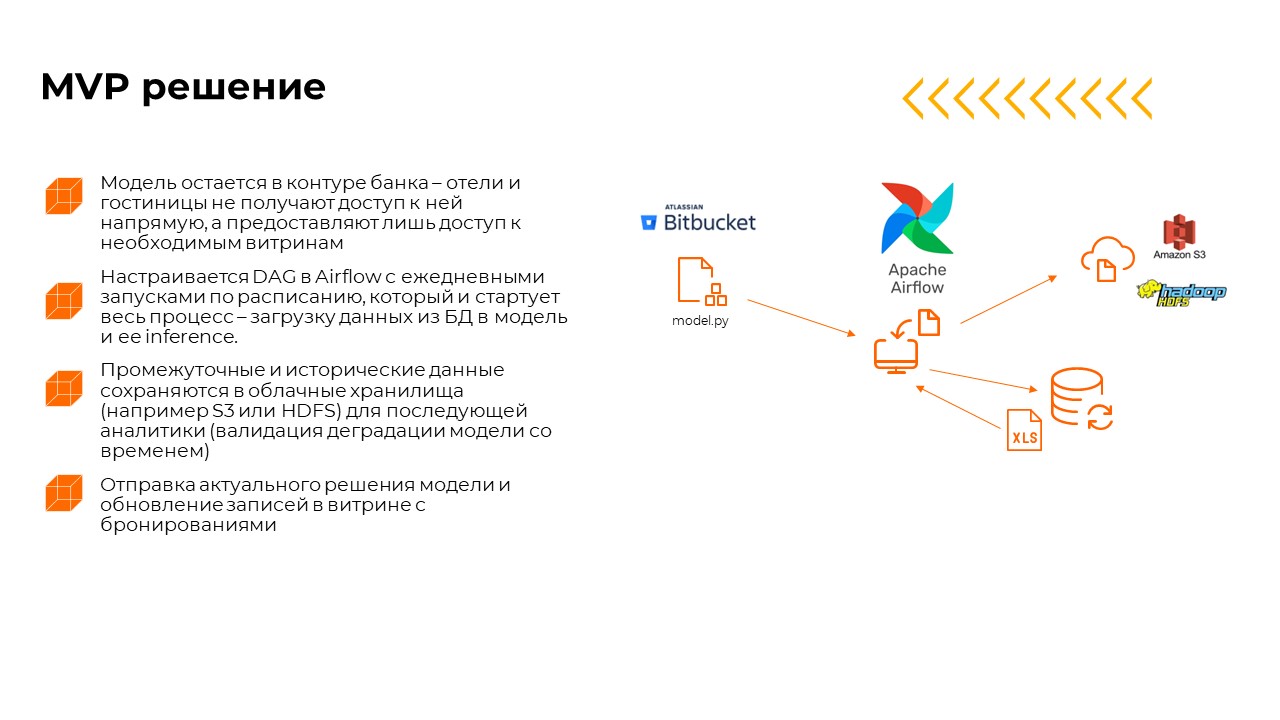 MVP решение
Модель остается в контуре банка – отели и
гостиницы не получают доступ к ней
напрямую, а предоставляют лишь доступ к
необходимым витринам
Настраивается DAG в Airflow с ежедневными
запусками по расписанию, который и стартует
весь процесс – загрузку данных из БД в модель
и ее inference.
Промежуточные и исторические данные
сохраняются в облачные хранилища
(например S3 или HDFS) для последующей
аналитики (валидация деградации модели со
временем)
Отправка актуального решения модели и
обновление записей в витрине с
бронированиями
ATLASSIAN
Bitbucket
model.py
Apache
Airflow
Amazon S3
hadoop
HDFS
XLS